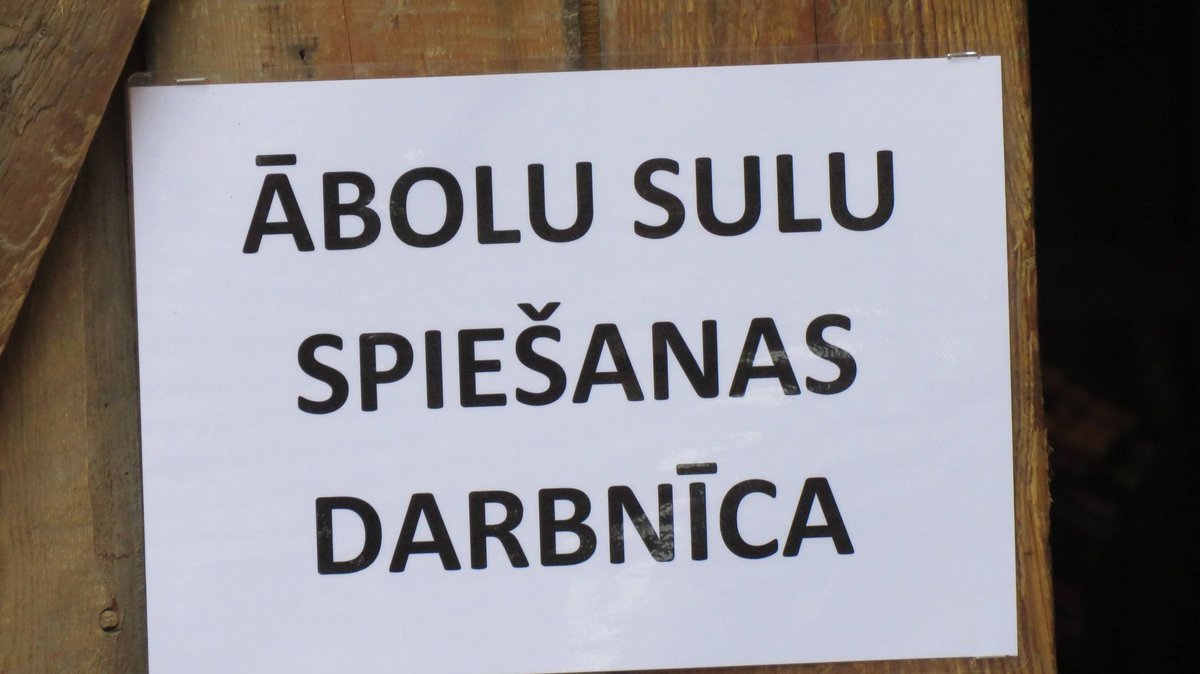 ĀBOLU SULU
SPIEŠANAS
DARBNĪCA